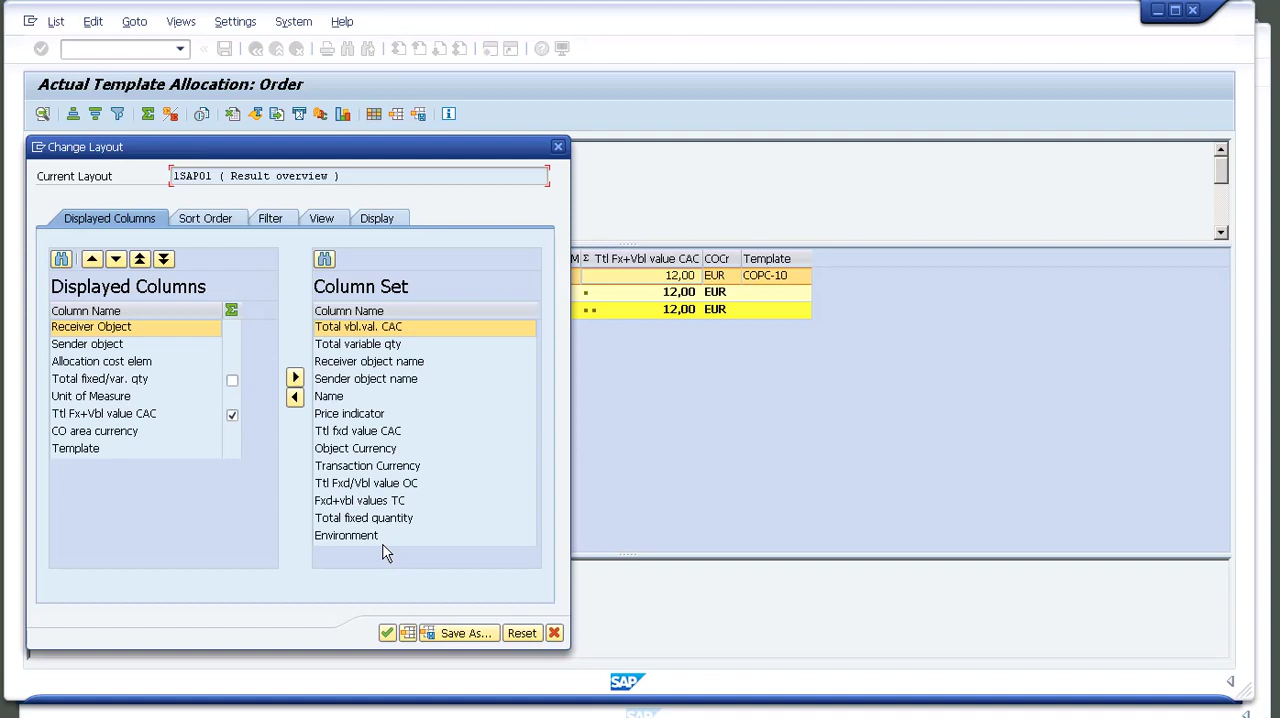 List Edit Goto Views Settings System Help
Actual Template Allocation: Order
Change Layout
Current Layout 1SAP01 ( Result overview )
Displayed Columns Sort Order Filter View Display
Displayed Columns
Column Name
Receiver Object
Sender object
Allocation cost elem
Total fixed/var. qty
Unit of Measure
Ttl Fx+Vbl value CAC
CO area currency
Template
Column Set
Column Name
Total vbl.val. CAC
Total variable qty
Receiver object name
Sender object name
Name
Price indicator
Ttl fxd value CAC
Object Currency
Transaction Currency
Ttl Fxd/Vbl value OC
Fxd+vbl values TC
Total fixed quantity
Environment
Save As... Reset
M Σ Ttl Fx+Vbl value CAC COCr Template
12,00 EUR COPC-10
12,00 EUR
12,00 EUR
SAP